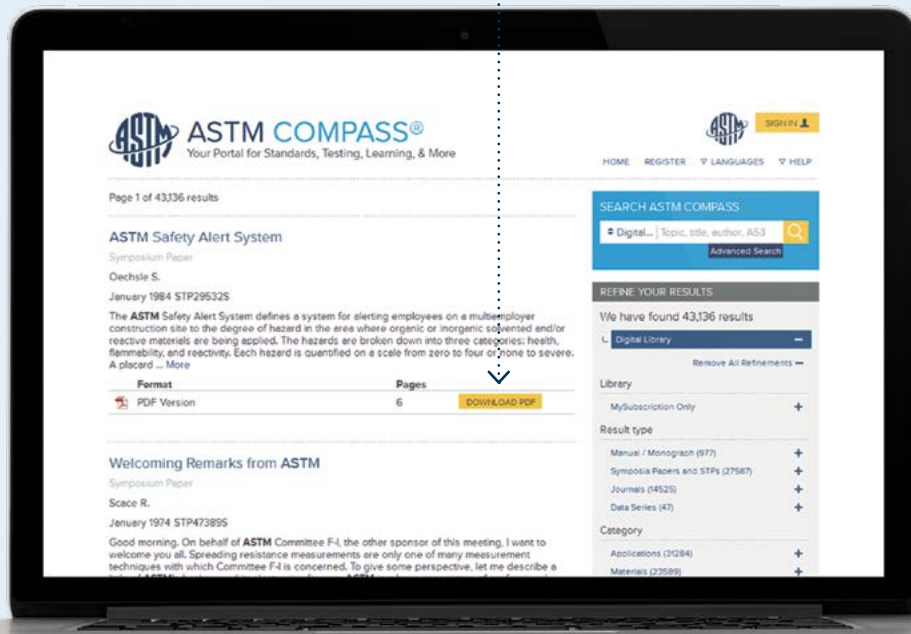 ASTM COMPASS®
Your Portal for Standards, Testing, Learning, & More
ASTM
SIGN IN
HOME REGISTER ∇ LANGUAGES ∇ HELP
Page 1 of 43,136 results
ASTM Safety Alert System
Symposium Paper
Oechsle S.
January 1984 STP29532S
The ASTM Safety Alert System defines a system for alerting employees on a multiemployer
construction site to the degree of hazard in the area where organic or inorganic solvented and/or
reactive materials are being applied. The hazards are broken down into three categories: health,
flammability, and reactivity. Each hazard is quantified on a scale from zero to four or none to severe.
A placard ... More
Format Pages
PDF Version 6 DOWNLOAD PDF
Welcoming Remarks from ASTM
Symposium Paper
Scace R.
January 1974 STP47389S
Good morning. On behalf of ASTM Committee F-I, the other sponsor of this meeting, I want to
welcome you all. Spreading resistance measurements are only one of many measurement
techniques with which Committee F-I is concerned. To give some perspective, let me describe a
SEARCH ASTM COMPASS
Digital... Topic, title, author, A53
Advanced Search
REFINE YOUR RESULTS
We have found 43,136 results
Digital Library
Remove All Refinements
Library
MySubscription Only +
Result type
Manual / Monograph (977) +
Symposia Papers and STPs (27587) +
Journals (14525) +
Data Series (47) +
Category
Applications (31284) +
Materials (23589) +